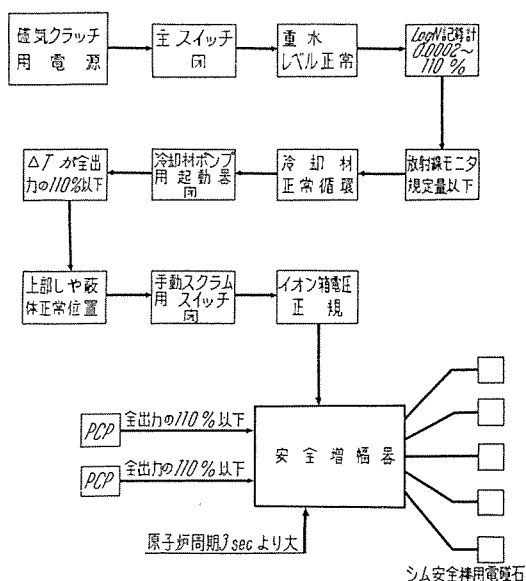 磁気クラッチ
用電源
主スイッチ
閉
重水
レベル正常
LogN記録計
0.0002〜
110%
放射線モニタ
規定量以下
冷却材
正常循環
冷却材ポンプ
用起動器
閉
ΔTが全出
力の110%以下
上部しや蔽
体正常位置
手動スクラム
用スイッチ
閉
イオン箱電圧
正規
PCP
全出力の110%以下
PCP
全出力の110%以下
安全増幅器
原子炉周期3secより大
シム安全棒用電磁石